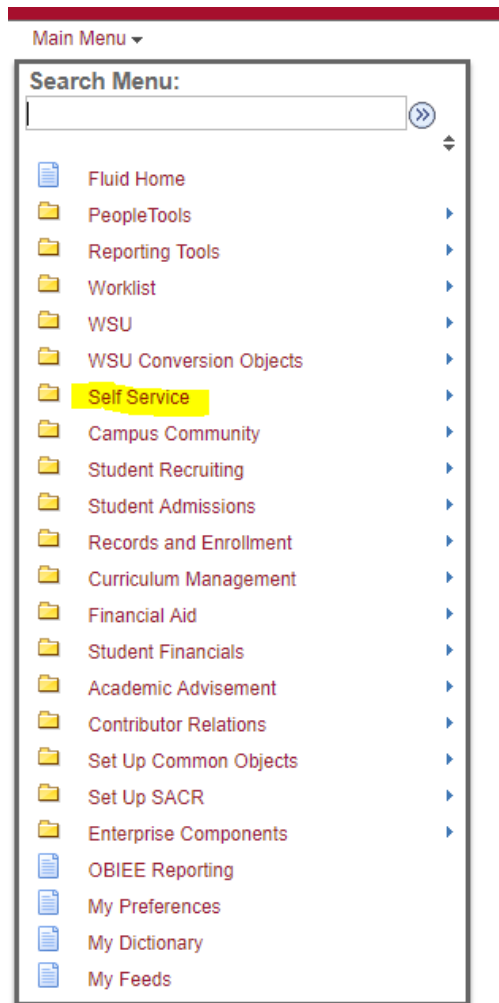 Main Menu
Search Menu:
Fluid Home
PeopleTools
Reporting Tools
Worklist
WSU
WSU Conversion Objects
Self Service
Campus Community
Student Recruiting
Student Admissions
Records and Enrollment
Curriculum Management
Financial Aid
Student Financials
Academic Advisement
Contributor Relations
Set Up Common Objects
Set Up SACR
Enterprise Components
OBIEE Reporting
My Preferences
My Dictionary
My Feeds